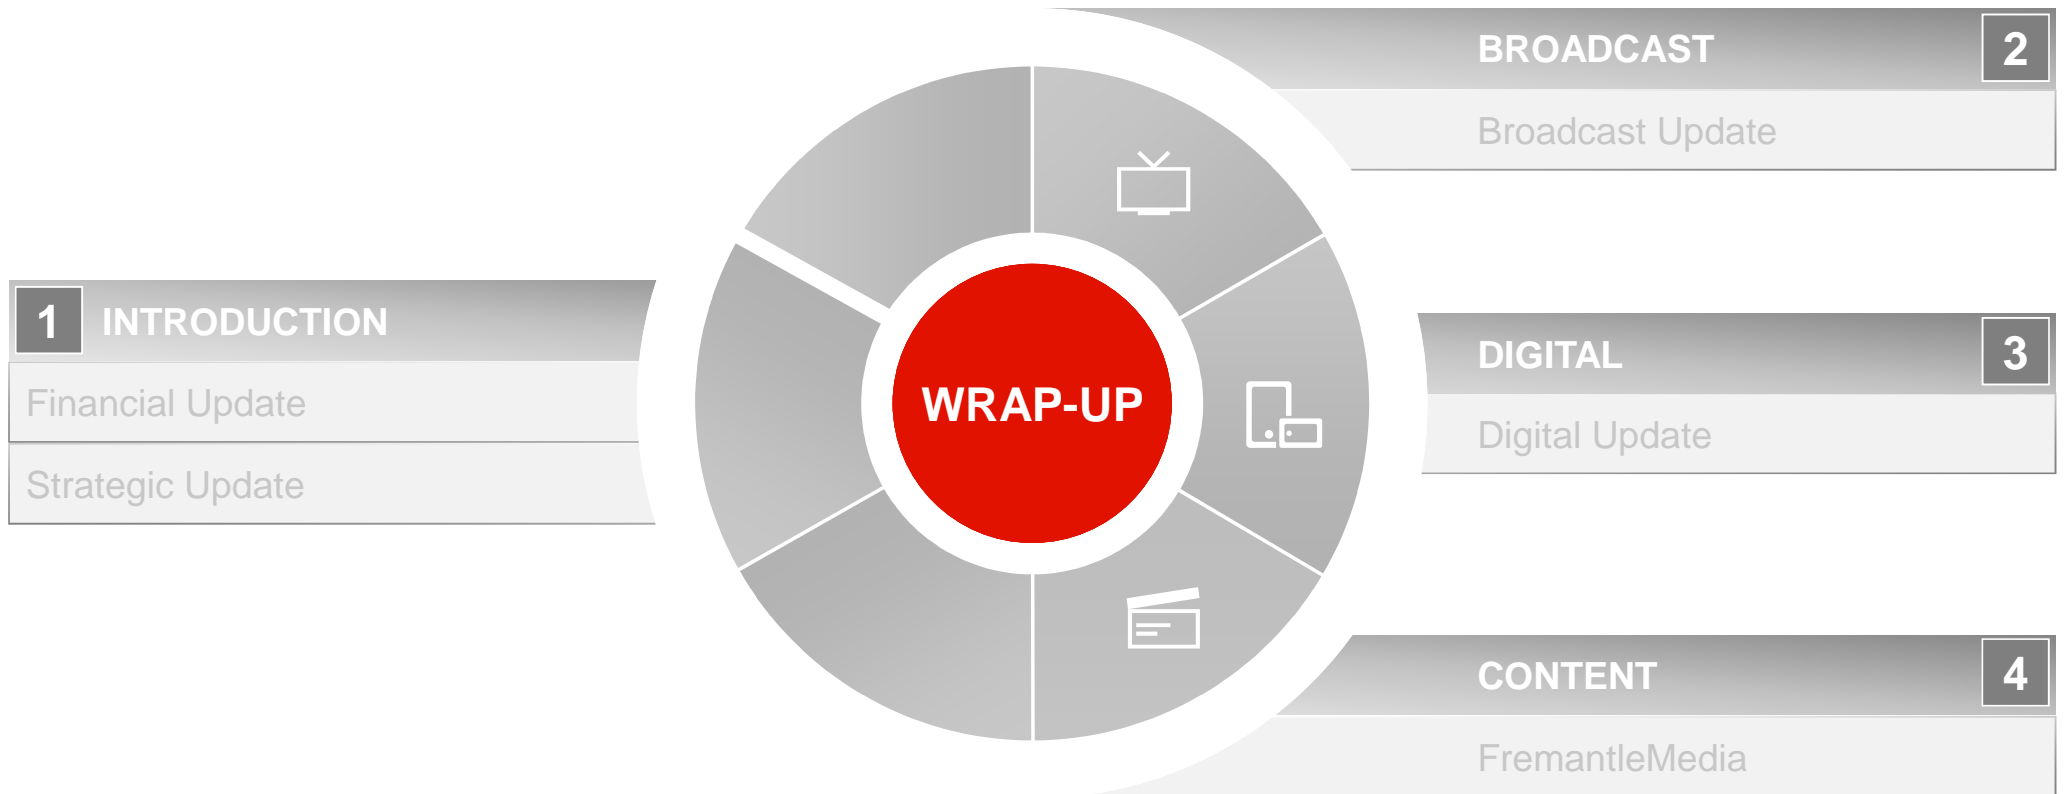 1 INTRODUCTION
Financial Update
Strategic Update
WRAP-UP
BROADCAST 2
Broadcast Update
DIGITAL 3
Digital Update
CONTENT 4
FremantleMedia